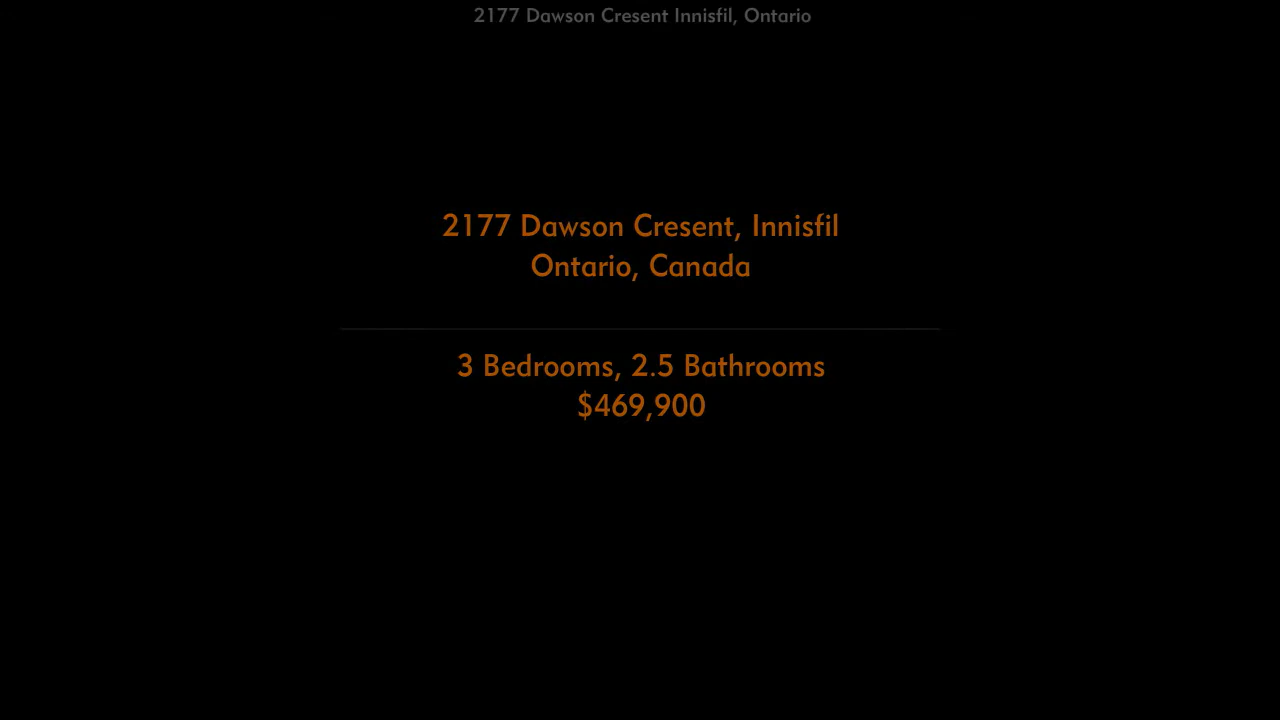 2177 Dawson Cresent Innisfil, Ontario
2177 Dawson Cresent, Innisfil
Ontario, Canada
3 Bedrooms, 2.5 Bathrooms
$469,900